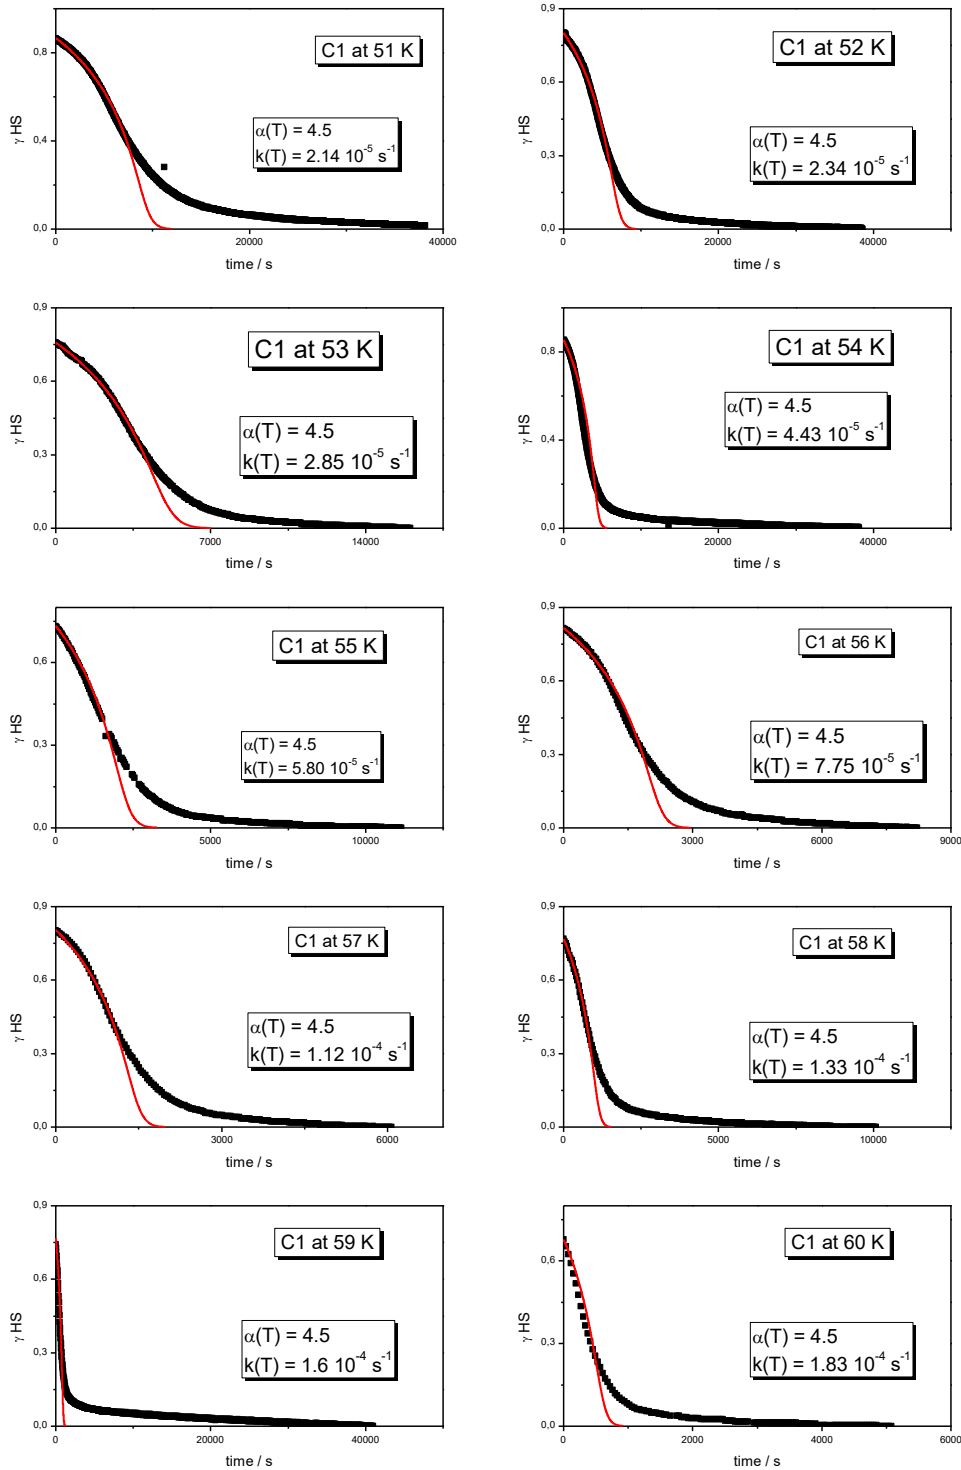 C1 at 51 K
α(T) = 4.5
k(T) = 2.14 10⁻⁵ s⁻¹
γ HS
0,8
0,4
0,0
0
20000
40000
time / s
C1 at 52 K
α(T) = 4.5
k(T) = 2.34 10⁻⁵ s⁻¹
γ HS
0,9
0,6
0,3
0,0
0
20000
40000
time / s
C1 at 53 K
α(T) = 4.5
k(T) = 2.85 10⁻⁵ s⁻¹
γ HS
0,9
0,6
0,3
0,0
0
7000
14000
time / s
C1 at 54 K
α(T) = 4.5
k(T) = 4.43 10⁻⁵ s⁻¹
γ HS
0,8
0,4
0,0
0
20000
40000
time / s
C1 at 55 K
α(T) = 4.5
k(T) = 5.80 10⁻⁵ s⁻¹
γ HS
0,6
0,3
0,0
0
5000
10000
time / s
C1 at 56 K
α(T) = 4.5
k(T) = 7.75 10⁻⁵ s⁻¹
γ HS
0,9
0,6
0,3
0,0
0
3000
6000
9000
time / s
C1 at 57 K
α(T) = 4.5
k(T) = 1.12 10⁻⁴ s⁻¹
γ HS
0,9
0,6
0,3
0,0
0
3000
6000
time / s
C1 at 58 K
α(T) = 4.5
k(T) = 1.33 10⁻⁴ s⁻¹
γ HS
0,9
0,6
0,3
0,0
0
5000
10000
time / s
C1 at 59 K
α(T) = 4.5
k(T) = 1.6 10⁻⁴ s⁻¹
γ HS
0,9
0,6
0,3
0,0
0
20000
40000
time / s
C1 at 60 K
α(T) = 4.5
k(T) = 1.83 10⁻⁴ s⁻¹
γ HS
0,6
0,3
0,0
0
2000
4000
6000
time / s